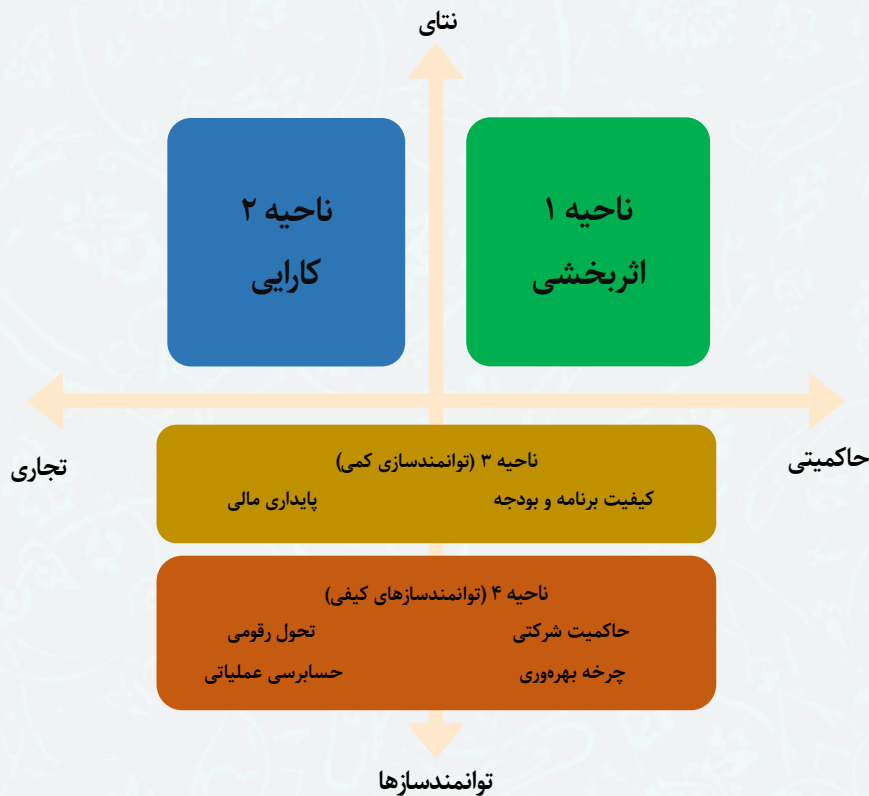 نتای
ناحیه ۱
اثربخشی
ناحیه ۲
کارایی
حاکمیتی
تجاری
ناحیه ۳ (توانمندسازی کمی)
کیفیت برنامه و بودجه
پایداری مالی
ناحیه ۴ (توانمندسازهای کیفی)
حاکمیت شرکتی
تحول رقومی
چرخه بهره‌وری
حسابرسی عملیاتی
توانمندسازها